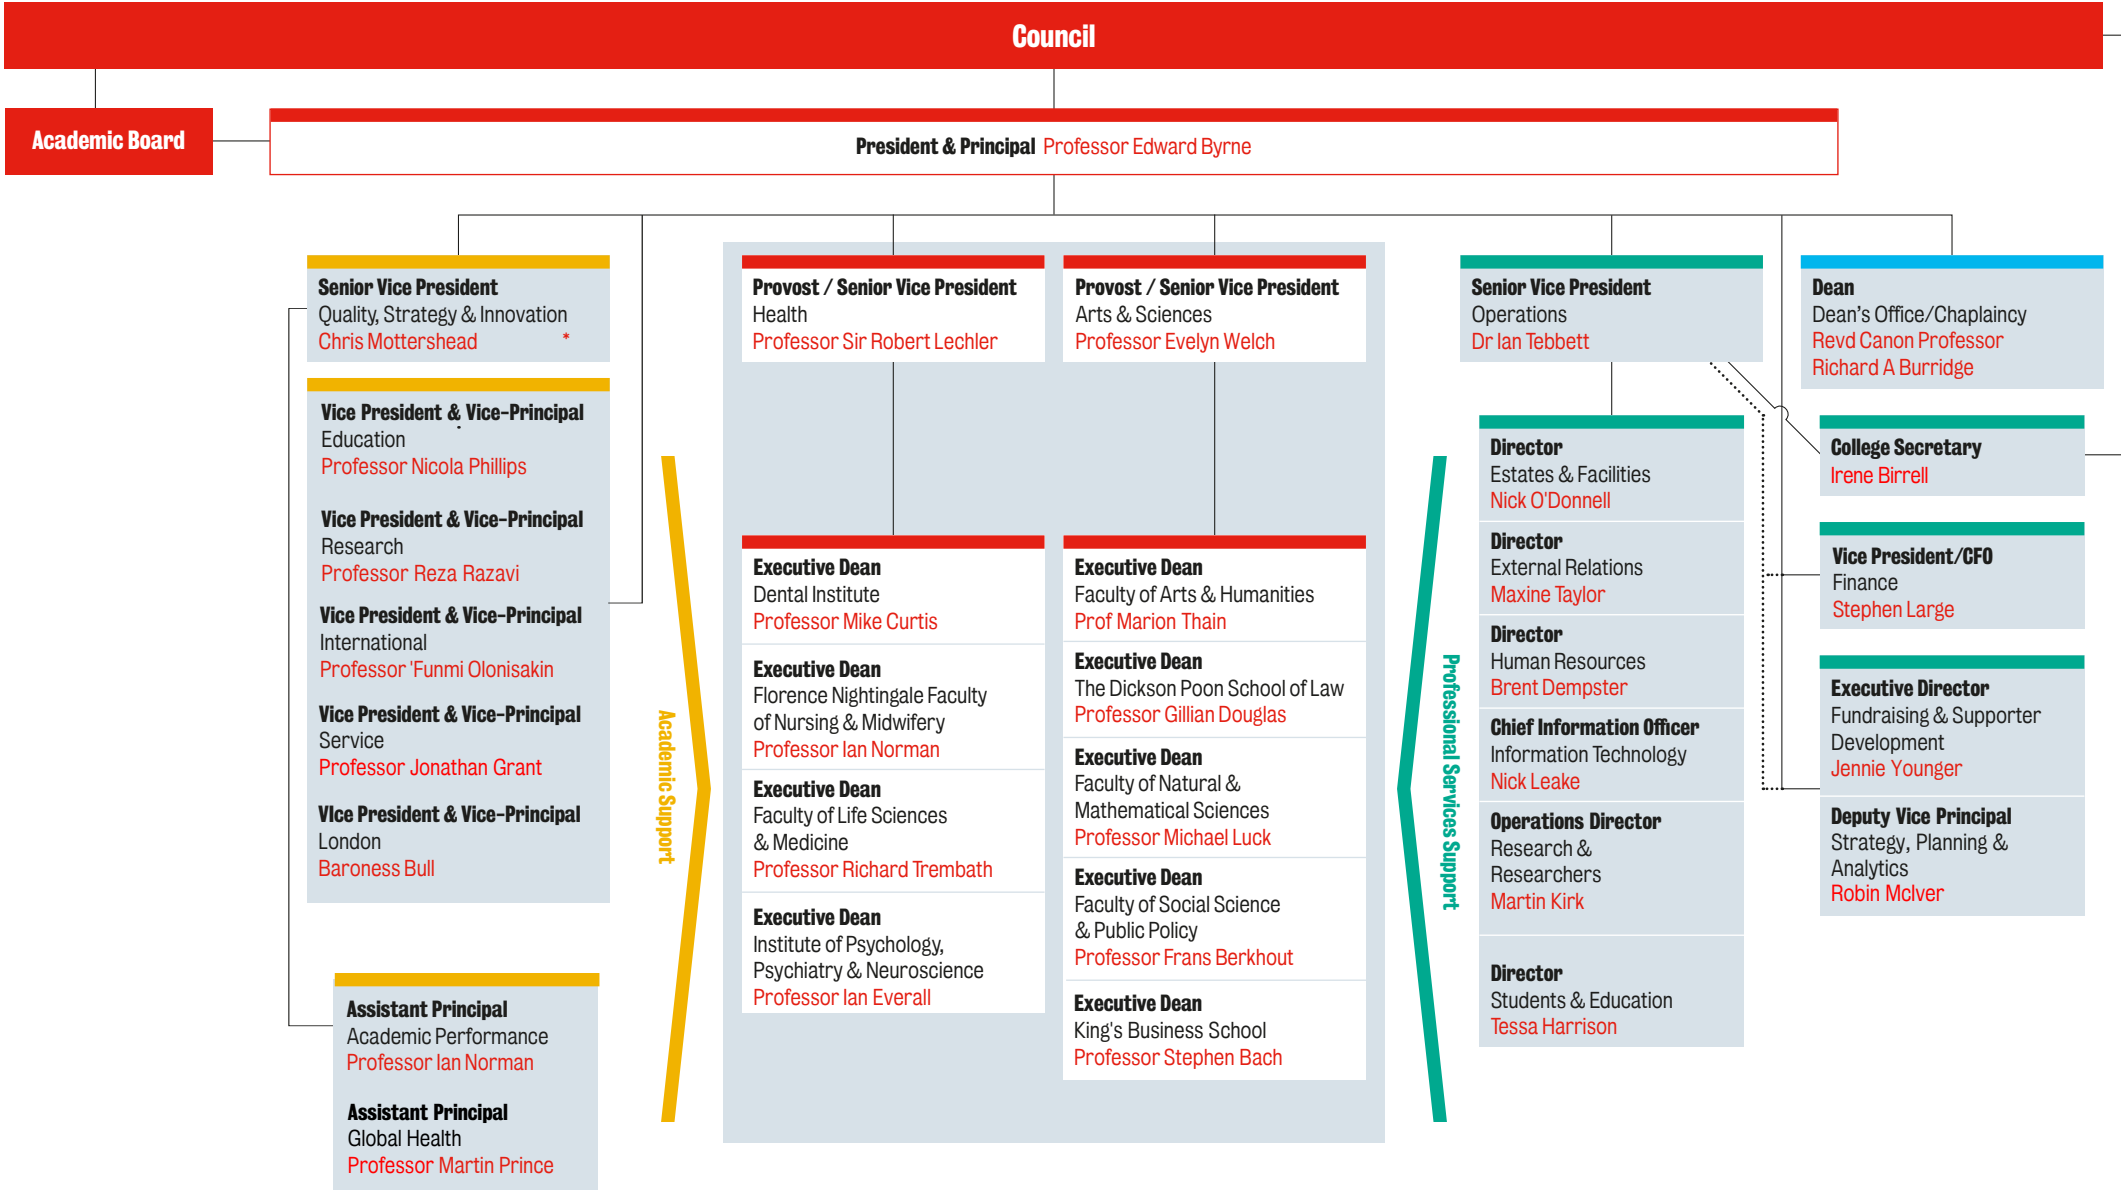 Council
Academic Board
President & Principal Professor Edward Byrne
Senior Vice President
Quality, Strategy & Innovation
Chris Mottershead *
Vice President & Vice-Principal
Education
Professor Nicola Phillips
Vice President & Vice-Principal
Research
Professor Reza Razavi
Vice President & Vice-Principal
International
Professor 'Funmi Olonisakin
Vice President & Vice-Principal
Service
Professor Jonathan Grant
VIce President & Vice-Principal
London
Baroness Bull
Assistant Principal
Academic Performance
Professor Ian Norman
Assistant Principal
Global Health
Professor Martin Prince
Academic Support
Provost / Senior Vice President
Health
Professor Sir Robert Lechler
Executive Dean
Dental Institute
Professor Mike Curtis
Executive Dean
Florence Nightingale Faculty
of Nursing & Midwifery
Professor Ian Norman
Executive Dean
Faculty of Life Sciences
& Medicine
Professor Richard Trembath
Executive Dean
Institute of Psychology,
Psychiatry & Neuroscience
Professor Ian Everall
Provost / Senior Vice President
Arts & Sciences
Professor Evelyn Welch
Executive Dean
Faculty of Arts & Humanities
Prof Marion Thain
Executive Dean
The Dickson Poon School of Law
Professor Gillian Douglas
Executive Dean
Faculty of Natural &
Mathematical Sciences
Professor Michael Luck
Executive Dean
Faculty of Social Science
& Public Policy
Professor Frans Berkhout
Executive Dean
King's Business School
Professor Stephen Bach
Professional Services Support
Senior Vice President
Operations
Dr Ian Tebbett
Director
Estates & Facilities
Nick O'Donnell
Director
External Relations
Maxine Taylor
Director
Human Resources
Brent Dempster
Chief Information Officer
Information Technology
Nick Leake
Operations Director
Research &
Researchers
Martin Kirk
Director
Students & Education
Tessa Harrison
Dean
Dean's Office/Chaplaincy
Revd Canon Professor
Richard A Burridge
College Secretary
Irene Birrell
Vice President/CFO
Finance
Stephen Large
Executive Director
Fundraising & Supporter
Development
Jennie Younger
Deputy Vice Principal
Strategy, Planning &
Analytics
Robin McIver